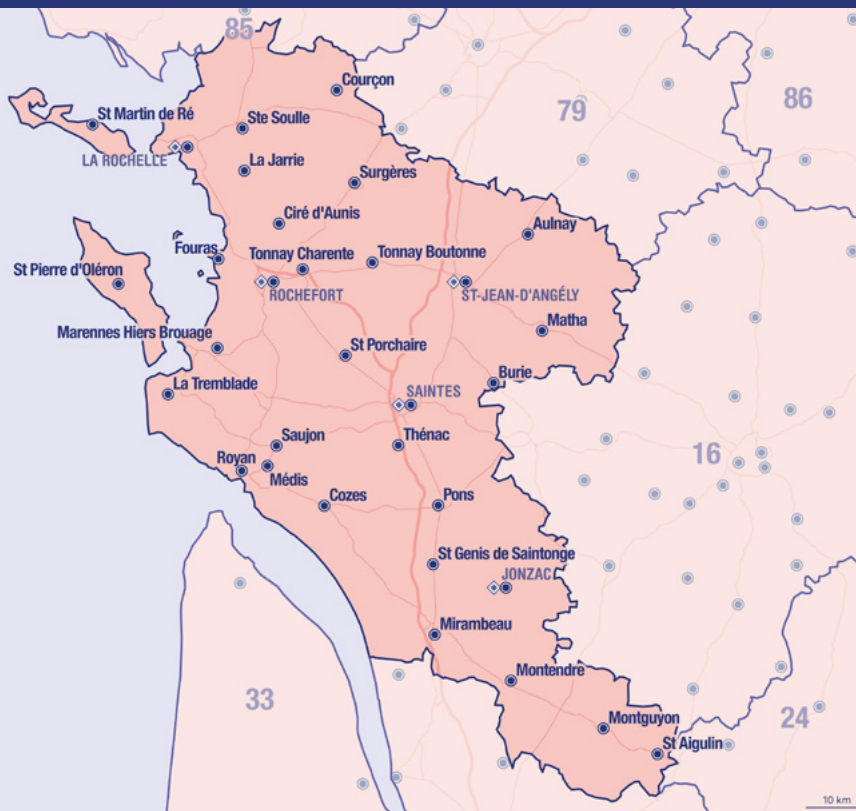 85
Courçon
79
86
St Martin de Ré
Ste Soulle
LA ROCHELLE
La Jarrie
Surgères
Ciré d'Aunis
Aulnay
Fouras
Tonnay Charente
Tonnay Boutonne
St Pierre d'Oléron
ROCHEFORT
ST-JEAN-D'ANGÉLY
Marennes Hiers Brouage
Matha
St Porchaire
La Tremblade
Burie
SAINTES
Saujon
Thénac
Royan
Médis
16
Cozes
Pons
St Genis de Saintonge
JONZAC
Mirambeau
Montendre
33
Montguyon
24
St Aigulin
10 km